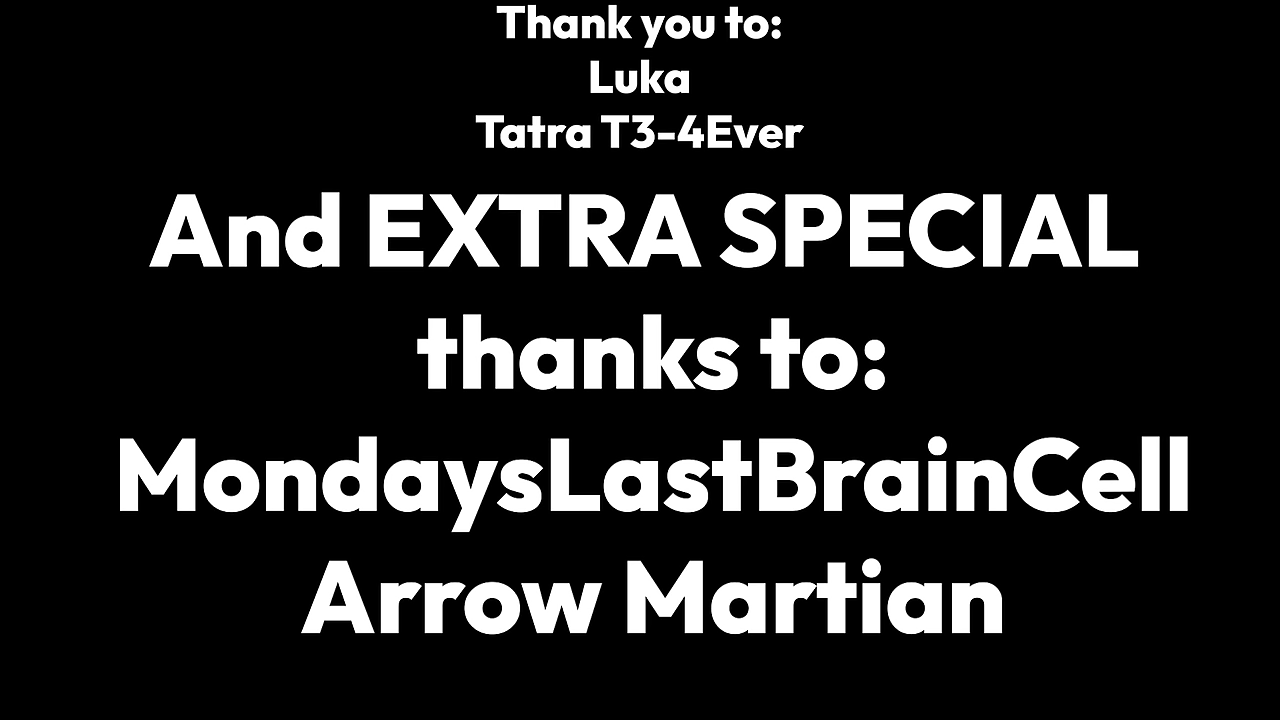 Thank you to:
Luka
Tatra T3-4Ever
And EXTRA SPECIAL
thanks to:
MondaysLastBrainCell
Arrow Martian